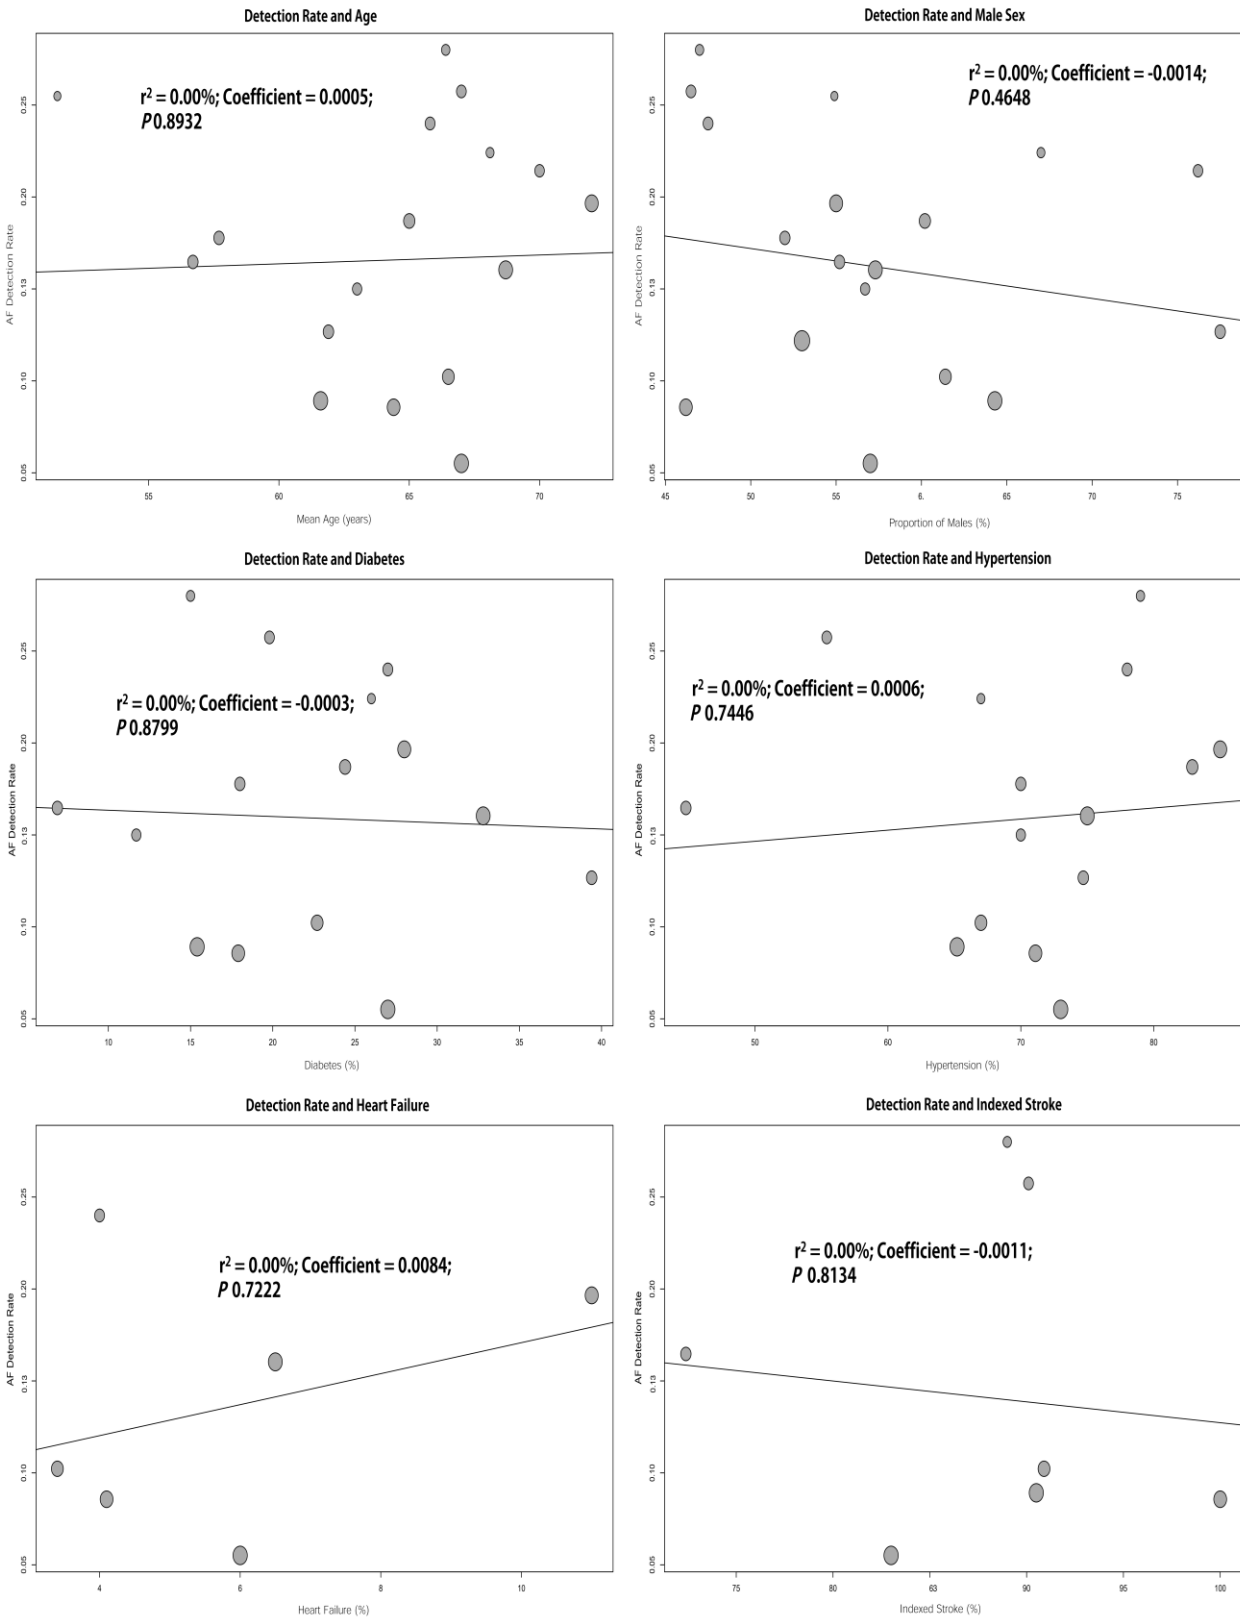 Detection Rate and Age
r² = 0.00%; Coefficient = 0.0005;
P 0.8932
0.25
0.20
0.13
0.10
0.05
AF Detection Rate
55 60 65 70
Mean Age (years)
Detection Rate and Male Sex
r² = 0.00%; Coefficient = -0.0014;
P 0.4648
0.25
0.20
0.13
0.10
0.05
AF Detection Rate
45 50 55 6. 65 70 75
Proportion of Males (%)
Detection Rate and Diabetes
r² = 0.00%; Coefficient = -0.0003;
P 0.8799
0.25
0.20
0.13
0.10
0.05
AF Detection Rate
10 15 20 25 30 35 40
Diabetes (%)
Detection Rate and Hypertension
r² = 0.00%; Coefficient = 0.0006;
P 0.7446
0.25
0.20
0.13
0.10
0.05
AF Detection Rate
50 60 70 80
Hypertension (%)
Detection Rate and Heart Failure
r² = 0.00%; Coefficient = 0.0084;
P 0.7222
0.25
0.20
0.13
0.10
0.05
AF Detection Rate
4 6 8 10
Heart Failure (%)
Detection Rate and Indexed Stroke
r² = 0.00%; Coefficient = -0.0011;
P 0.8134
0.25
0.20
0.13
0.10
0.05
AF Detection Rate
75 80 63 90 95 100
Indexed Stroke (%)